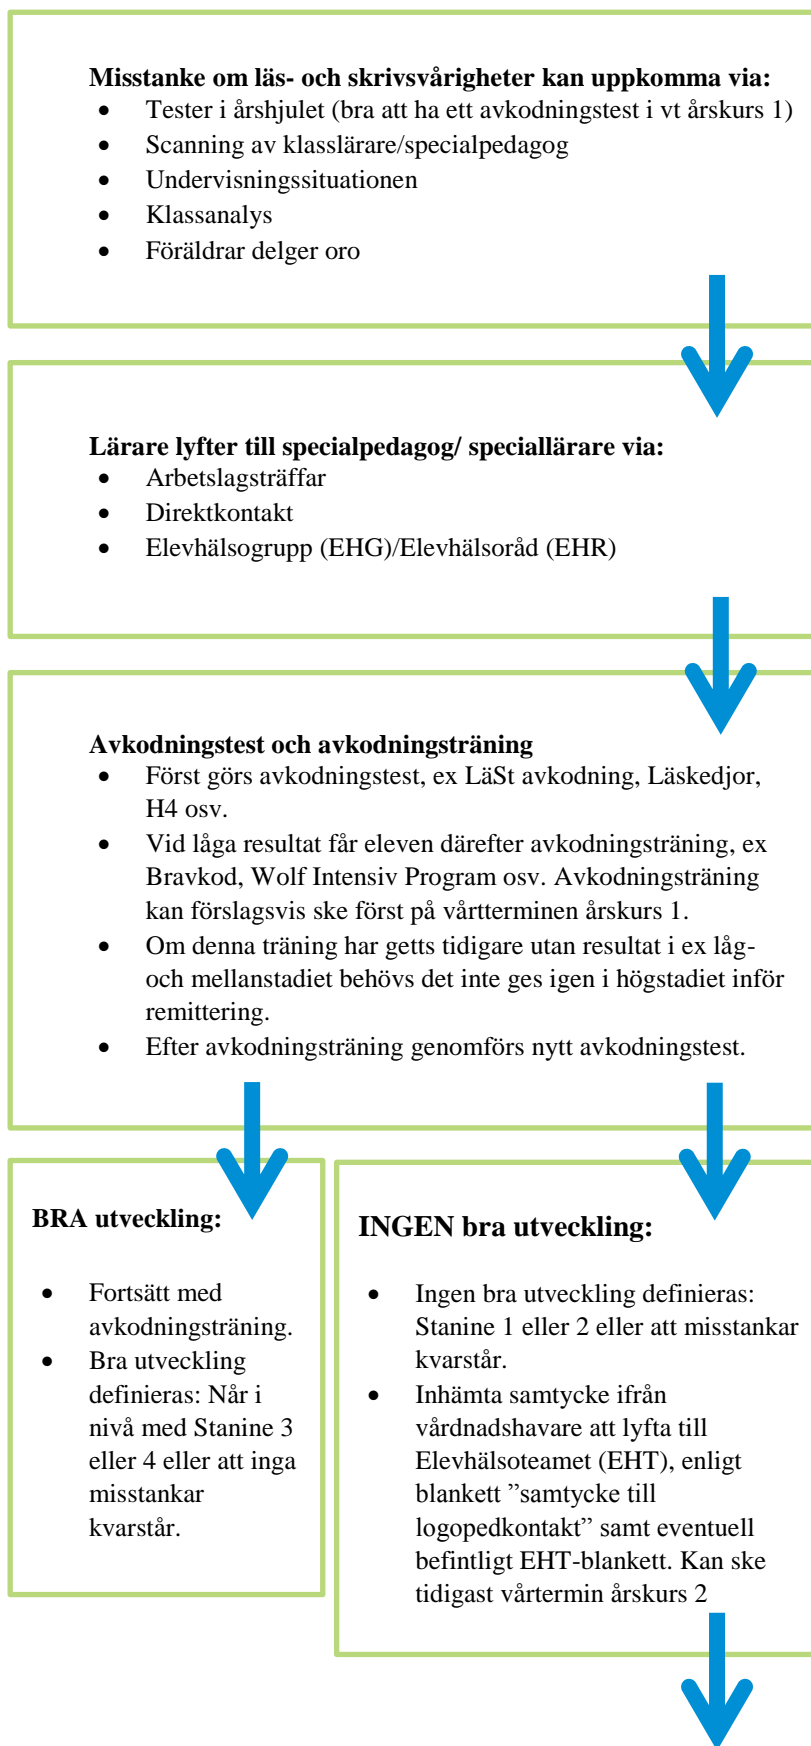 Misstanke om läs- och skrivsvårigheter kan uppkomma via:
• Tester i årshjulet (bra att ha ett avkodningstest i vt årskurs 1)
• Scanning av klasslärare/specialpedagog
• Undervisningssituationen
• Klassanalys
• Föräldrar delger oro
Lärare lyfter till specialpedagog/ speciallärare via:
• Arbetslagsträffar
• Direktkontakt
• Elevhälsogrupp (EHG)/Elevhälsoråd (EHR)
Avkodningstest och avkodningsträning
• Först görs avkodningstest, ex LäSt avkodning, Läskedjor,
H4 osv.
• Vid låga resultat får eleven därefter avkodningsträning, ex
Bravkod, Wolf Intensiv Program osv. Avkodningsträning
kan förslagsvis ske först på vårtterminen årskurs 1.
• Om denna träning har getts tidigare utan resultat i ex låg-
och mellanstadiet behövs det inte ges igen i högstadiet inför
remittering.
• Efter avkodningsträning genomförs nytt avkodningstest.
BRA utveckling:
• Fortsätt med
avkodningsträning.
• Bra utveckling
definieras: Når i
nivå med Stanine 3
eller 4 eller att inga
misstankar
kvarstår.
INGEN bra utveckling:
• Ingen bra utveckling definieras:
Stanine 1 eller 2 eller att misstankar
kvarstår.
• Inhämta samtycke ifrån
vårdnadshavare att lyfta till
Elevhälsoteamet (EHT), enligt
blankett ”samtycke till
logopedkontakt” samt eventuell
befintligt EHT-blankett. Kan ske
tidigast vårtermin årskurs 2